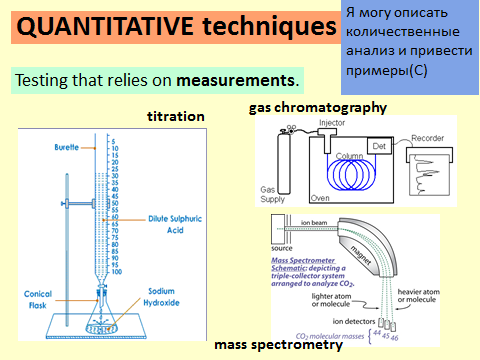 QUANTITATIVE techniques
Я могу описать
количественные
анализ и привести
примеры(С)
Testing that relies on measurements.
titration
gas chromatography
Burette
5
10
15
20
25
30
35
40
45
50
55
60
65
70
75
80
85
90
95
100
Dilute Sulphuric
Acid
Conical
Flask
Sodium
Hydroxide
Injector
Recorder
Det
Column
Gas
Supply
Oven
ion beam
source
magnet
Mass Spectrometer
Schematic: depicting a
triple-collector system
arranged to analyze CO2.
heavier atom
or molecule
lighter atom
or molecule
ion detectors
44 45 46
CO2 molecular masses {
mass spectrometry